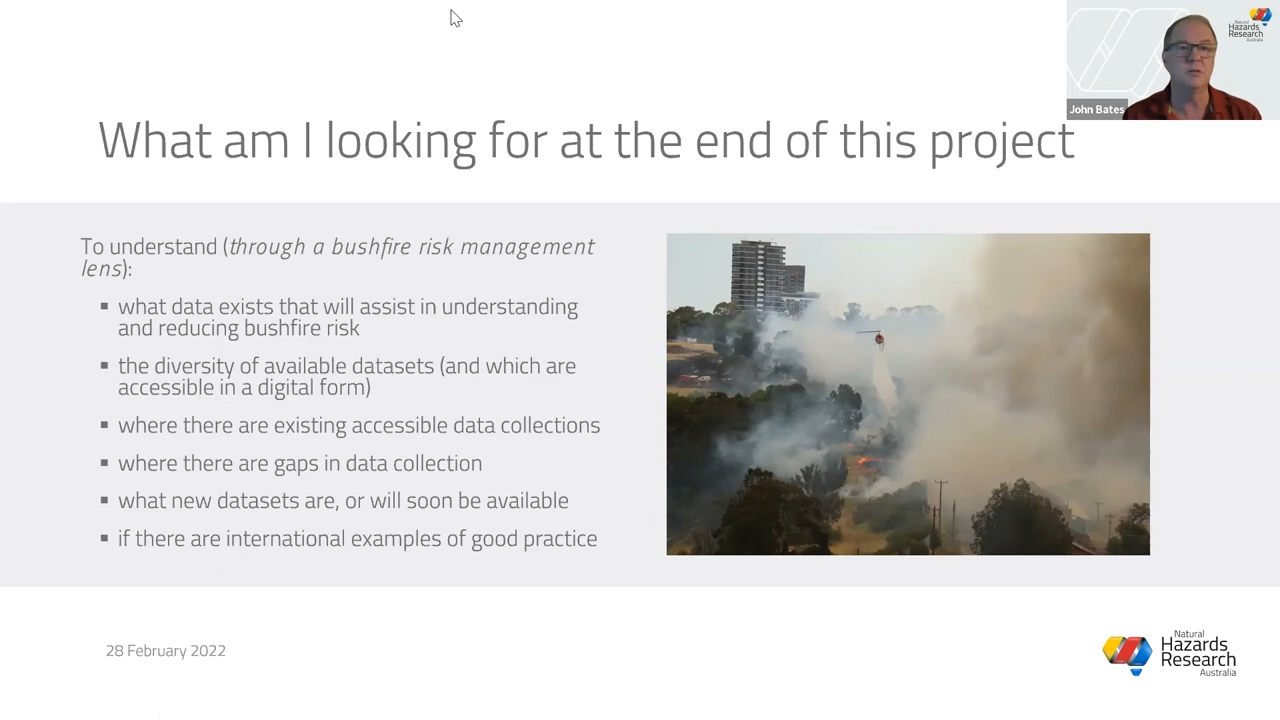 Natural
Hazards
Research
Australia
John Bates
What am I looking for at the end of this project
To understand (through a bushfire risk management
lens):
▪ what data exists that will assist in understanding
and reducing bushfire risk
▪ the diversity of available datasets (and which are
accessible in a digital form)
▪ where there are existing accessible data collections
▪ where there are gaps in data collection
▪ what new datasets are, or will soon be available
▪ if there are international examples of good practice
28 February 2022
Natural
Hazards
Research
Australia